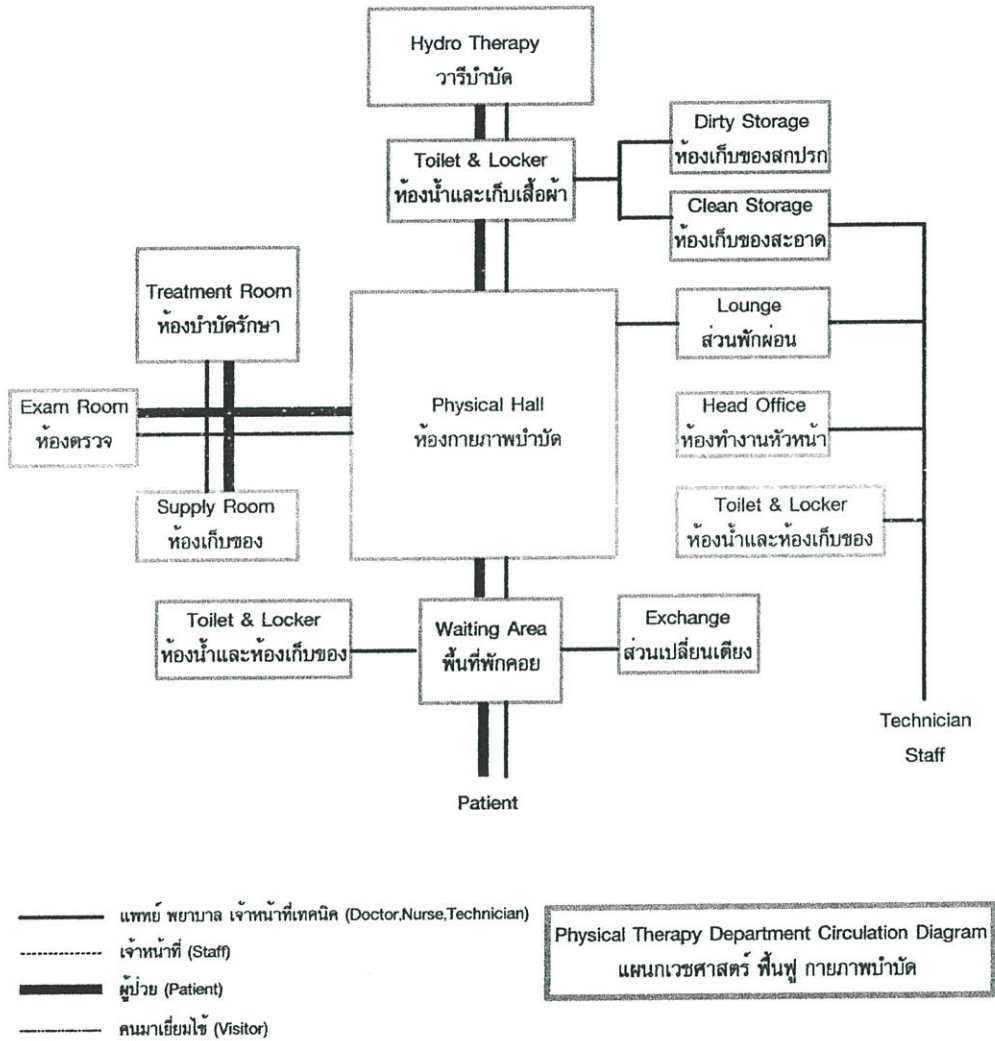 Hydro Therapy
วารีบำบัด
Toilet & Locker
ห้องน้ำและเก็บเสื้อผ้า
Dirty Storage
ห้องเก็บของสกปรก
Clean Storage
ห้องเก็บของสะอาด
Treatment Room
ห้องบำบัดรักษา
Lounge
ส่วนพักผ่อน
Exam Room
ห้องตรวจ
Physical Hall
ห้องกายภาพบำบัด
Head Office
ห้องทำงานหัวหน้า
Supply Room
ห้องเก็บของ
Toilet & Locker
ห้องน้ำและห้องเก็บของ
Toilet & Locker
ห้องน้ำและห้องเก็บของ
Waiting Area
พื้นที่พักคอย
Exchange
ส่วนเปลี่ยนเตียง
Technician
Staff
Patient
แพทย์ พยาบาล เจ้าหน้าที่เทคนิค (Doctor,Nurse,Technician)
เจ้าหน้าที่ (Staff)
ผู้ป่วย (Patient)
คนมาเยี่ยมไข้ (Visitor)
Physical Therapy Department Circulation Diagram
แผนกเวชศาสตร์ ฟื้นฟู กายภาพบำบัด